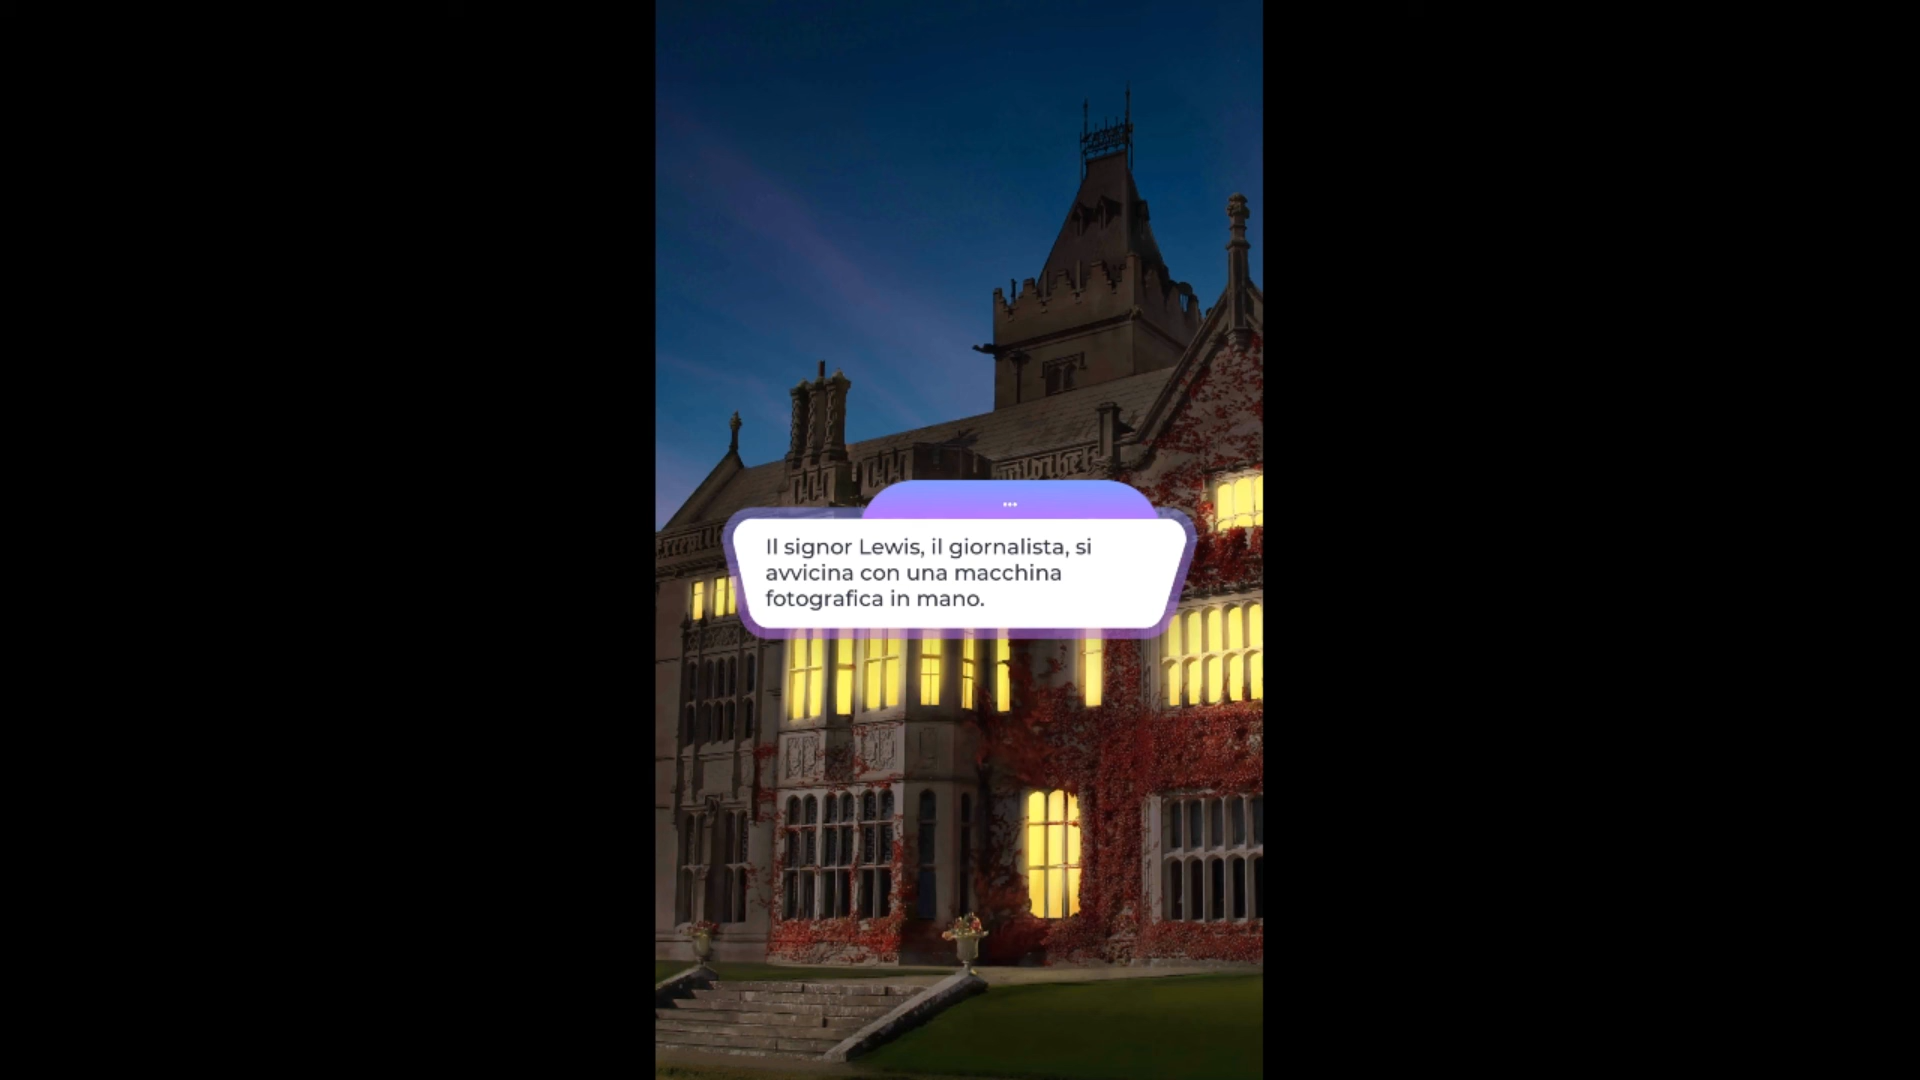 ...
Il signor Lewis, il giornalista, si
avvicina con una macchina
fotografica in mano.